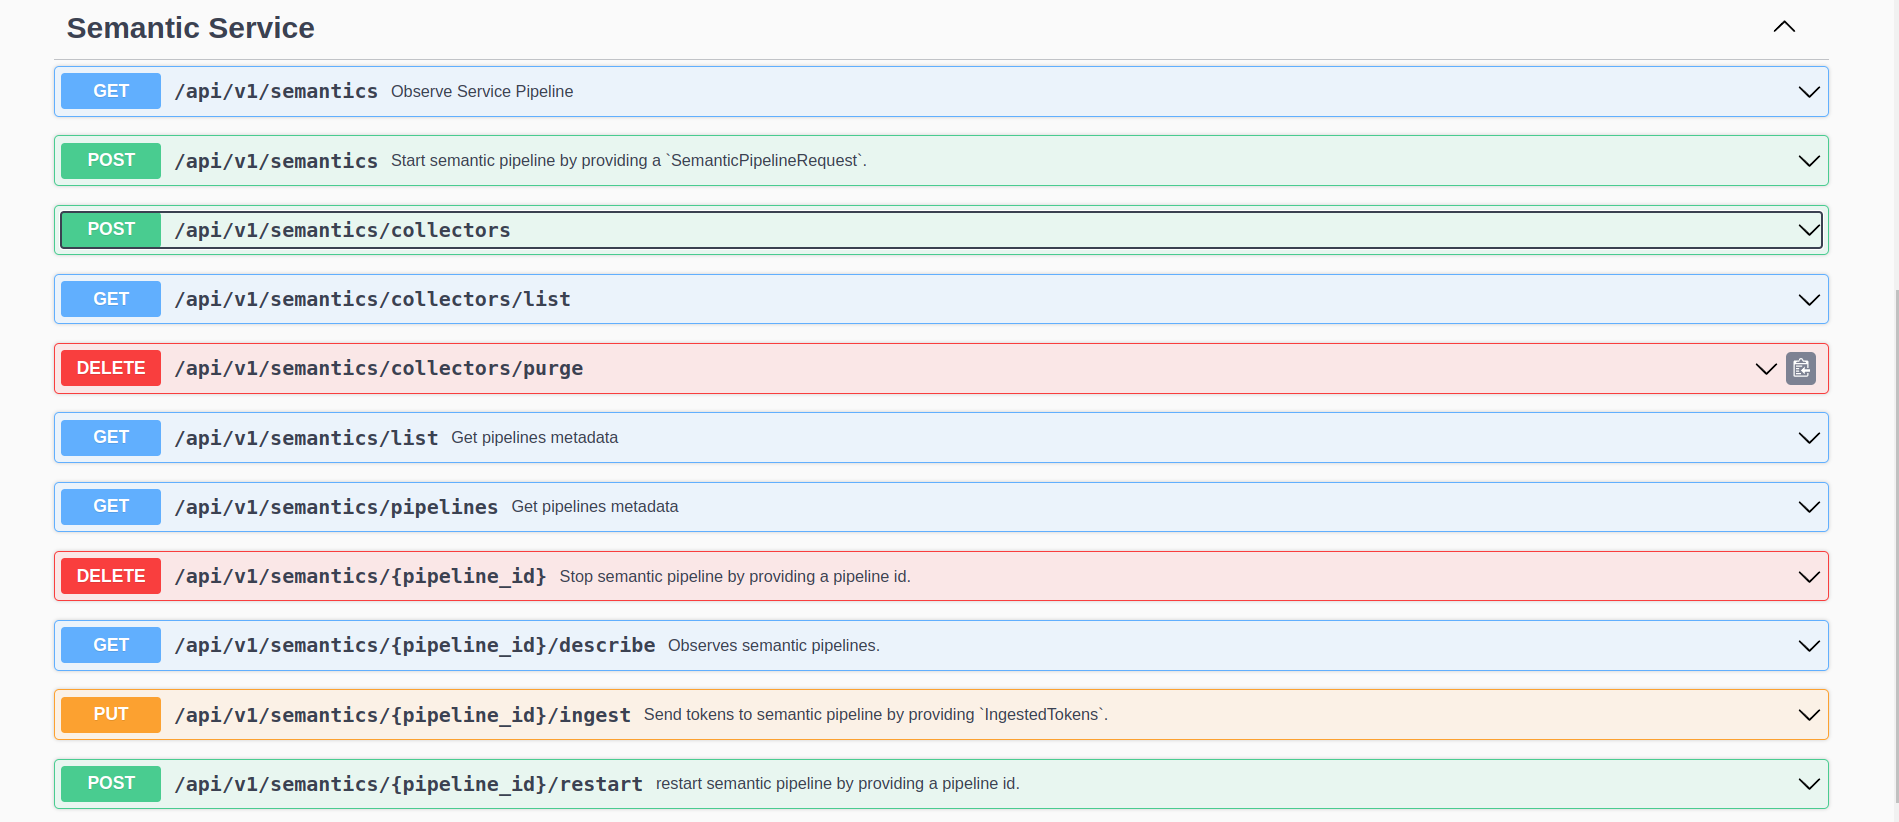 Semantic Service
GET /api/v1/semantics Observe Service Pipeline
POST /api/v1/semantics Start semantic pipeline by providing a `SemanticPipelineRequest`.
POST /api/v1/semantics/collectors
GET /api/v1/semantics/collectors/list
DELETE /api/v1/semantics/collectors/purge
GET /api/v1/semantics/list Get pipelines metadata
GET /api/v1/semantics/pipelines Get pipelines metadata
DELETE /api/v1/semantics/{pipeline_id} Stop semantic pipeline by providing a pipeline id.
GET /api/v1/semantics/{pipeline_id}/describe Observes semantic pipelines.
PUT /api/v1/semantics/{pipeline_id}/ingest Send tokens to semantic pipeline by providing `IngestedTokens`.
POST /api/v1/semantics/{pipeline_id}/restart restart semantic pipeline by providing a pipeline id.